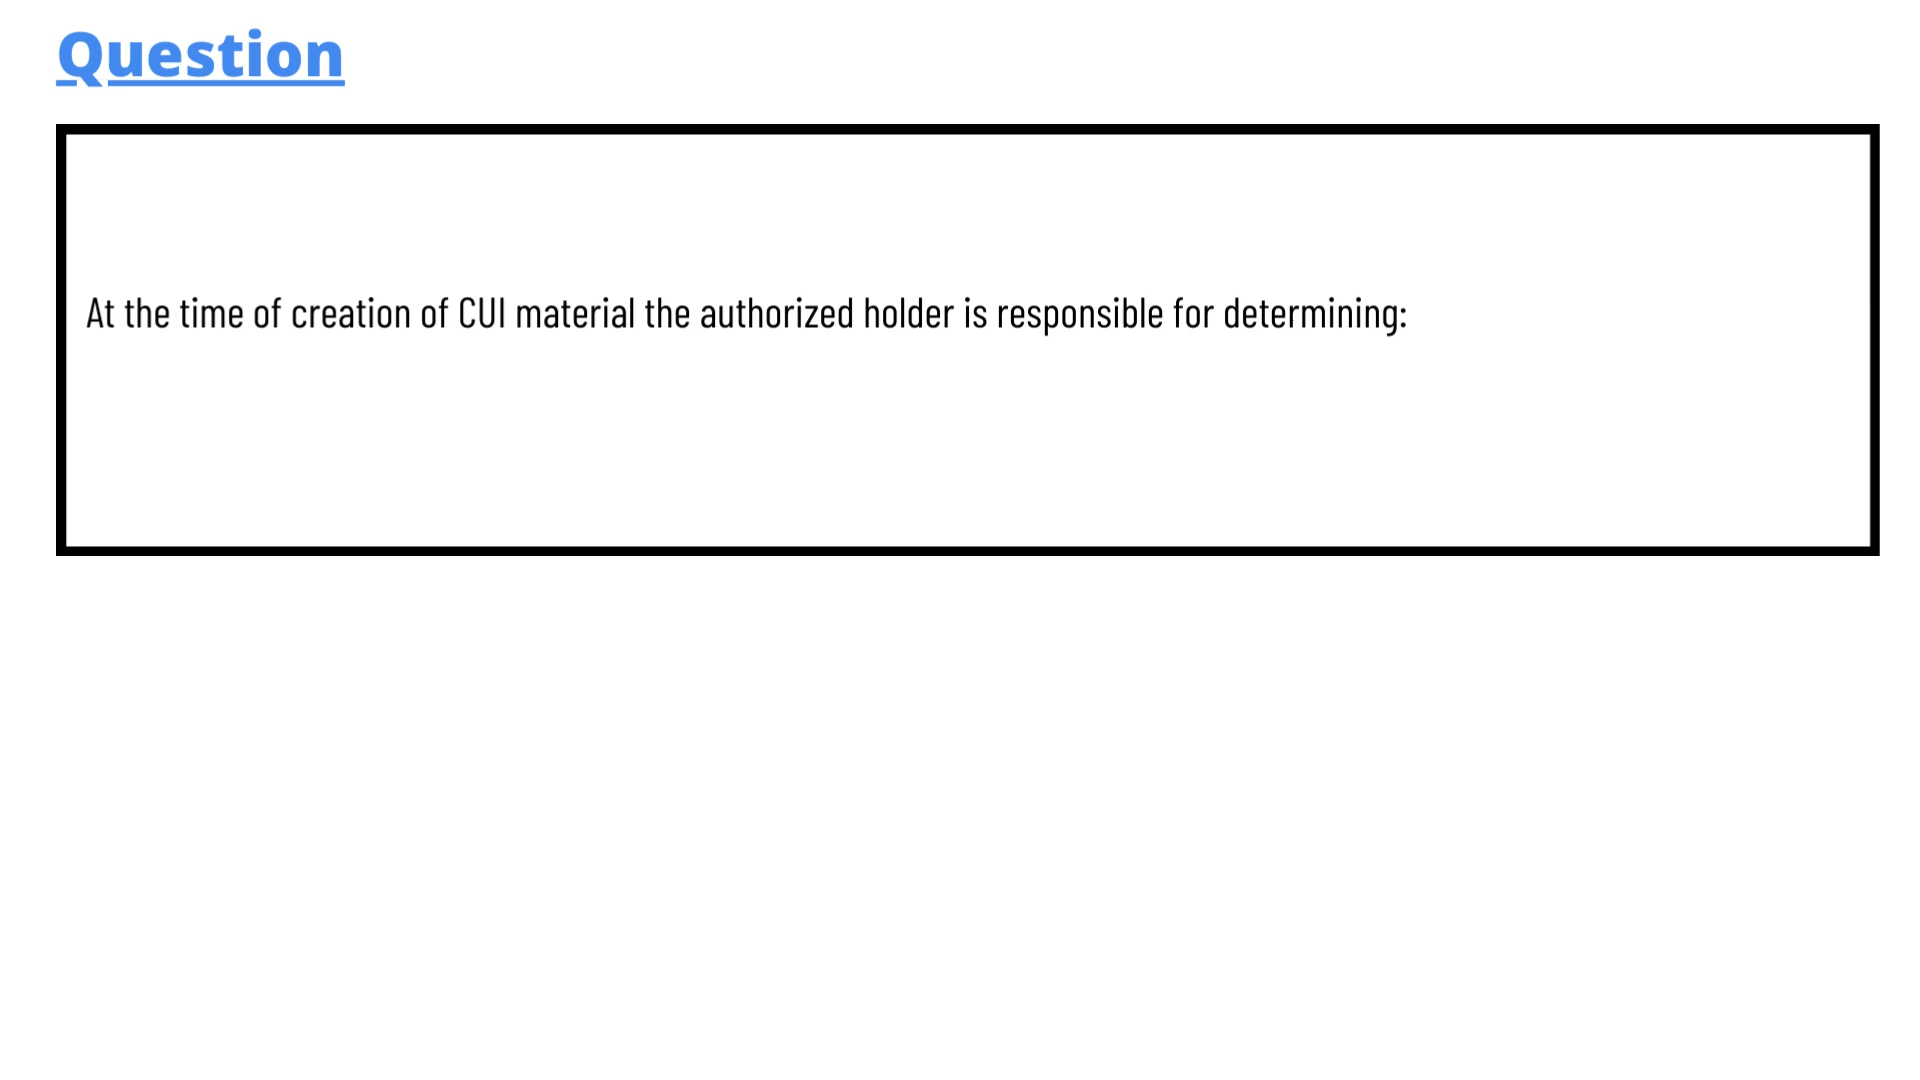 Question
At the time of creation of CUI material the authorized holder is responsible for determining: